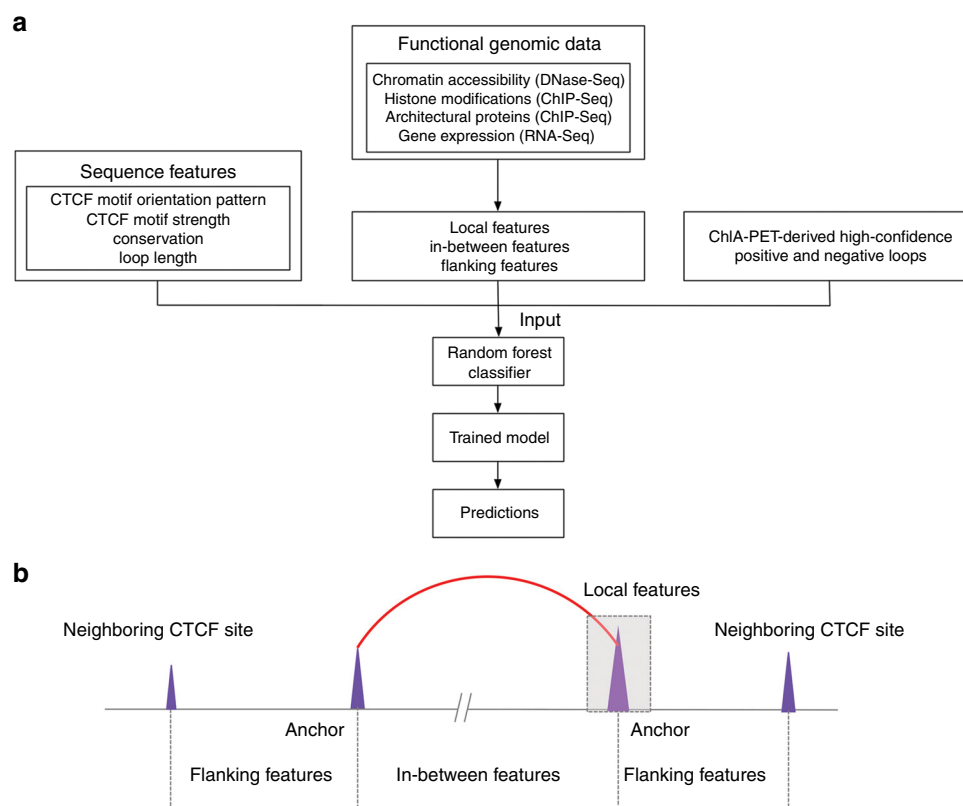 a
Functional genomic data
Chromatin accessibility (DNase-Seq)
Histone modifications (ChIP-Seq)
Architectural proteins (ChIP-Seq)
Gene expression (RNA-Seq)
Sequence features
CTCF motif orientation pattern
CTCF motif strength
conservation
loop length
Local features
in-between features
flanking features
ChIA-PET-derived high-confidence
positive and negative loops
Input
Random forest
classifier
Trained model
Predictions
b
Local features
Neighboring CTCF site
Neighboring CTCF site
Anchor
Anchor
Flanking features
In-between features
Flanking features